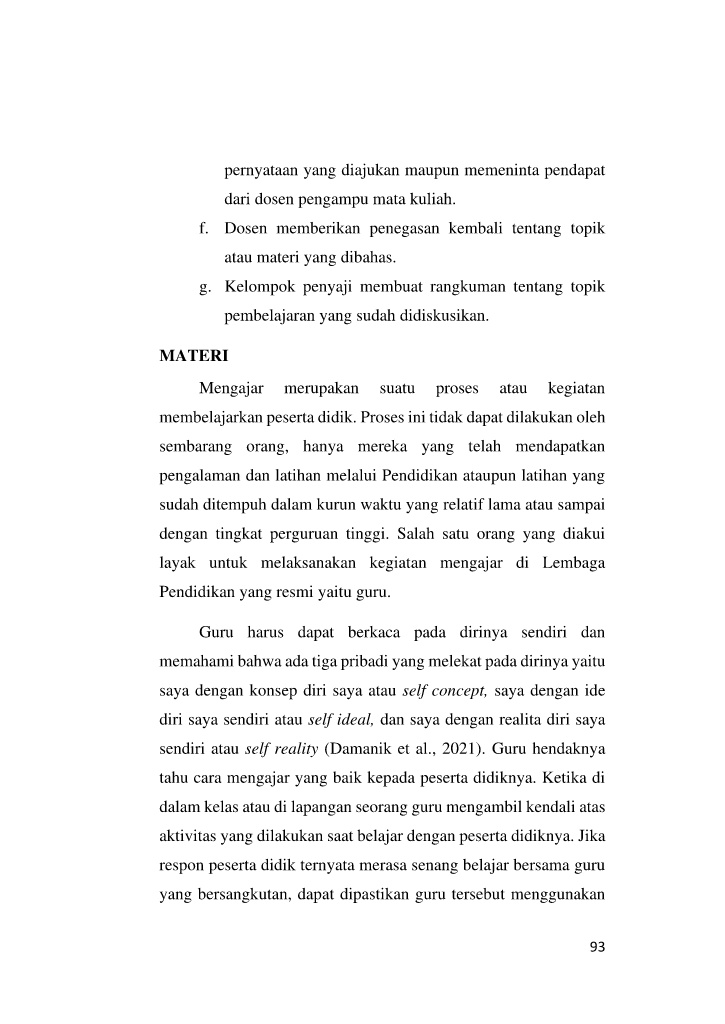 pernyataan yang diajukan maupun memeninta pendapat
dari dosen pengampu mata kuliah.
f. Dosen memberikan penegasan kembali tentang topik
atau materi yang dibahas.
g. Kelompok penyaji membuat rangkuman tentang topik
pembelajaran yang sudah didiskusikan.
MATERI
Mengajar merupakan suatu proses atau kegiatan
membelajarkan peserta didik. Proses ini tidak dapat dilakukan oleh
sembarang orang, hanya mereka yang telah mendapatkan
pengalaman dan latihan melalui Pendidikan ataupun latihan yang
sudah ditempuh dalam kurun waktu yang relatif lama atau sampai
dengan tingkat perguruan tinggi. Salah satu orang yang diakui
layak untuk melaksanakan kegiatan mengajar di Lembaga
Pendidikan yang resmi yaitu guru.
Guru harus dapat berkaca pada dirinya sendiri dan
memahami bahwa ada tiga pribadi yang melekat pada dirinya yaitu
saya dengan konsep diri saya atau self concept, saya dengan ide
diri saya sendiri atau self ideal, dan saya dengan realita diri saya
sendiri atau self reality (Damanik et al., 2021). Guru hendaknya
tahu cara mengajar yang baik kepada peserta didiknya. Ketika di
dalam kelas atau di lapangan seorang guru mengambil kendali atas
aktivitas yang dilakukan saat belajar dengan peserta didiknya. Jika
respon peserta didik ternyata merasa senang belajar bersama guru
yang bersangkutan, dapat dipastikan guru tersebut menggunakan
93